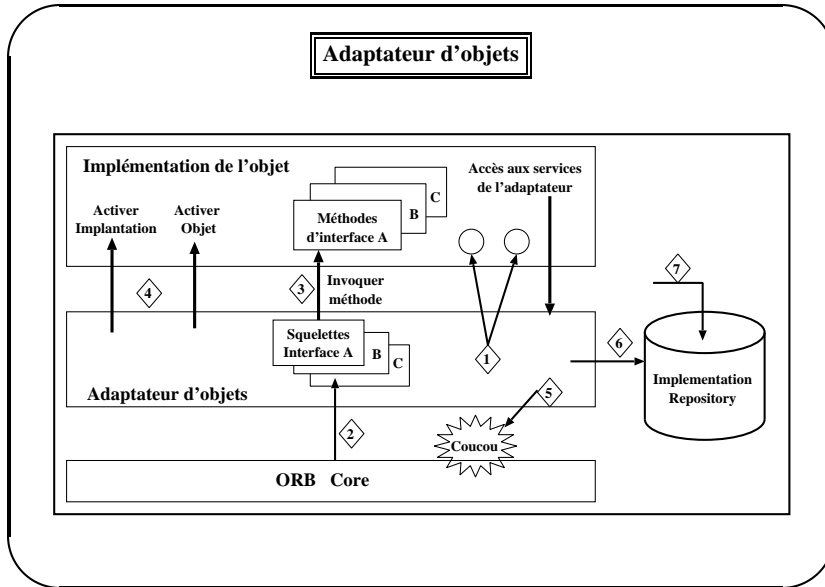 Adaptateur d'objets
Implémentation de l'objet
Accès aux services
de l'adaptateur
C
B
Méthodes
d'interface A
Activer
Implantation
Activer
Objet
4
3
Invoquer
méthode
7
Squelettes
Interface A
B
C
1
6
Implementation
Repository
Adaptateur d'objets
5
2
Coucou
ORB Core